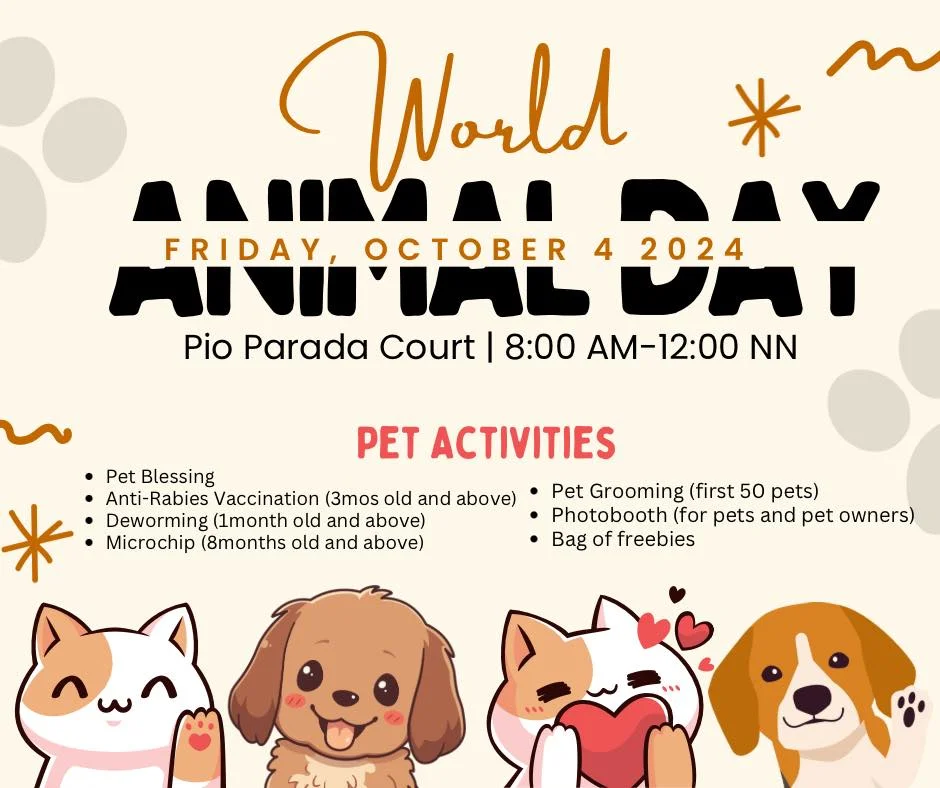 World
ANIMAL DAY
FRIDAY, OCTOBER 4 2024
Pio Parada Court | 8:00 AM-12:00 NN
PET ACTIVITIES
• Pet Blessing
• Anti-Rabies Vaccination (3mos old and above)
• Deworming (1month old and above)
• Microchip (8months old and above)
• Pet Grooming (first 50 pets)
• Photobooth (for pets and pet owners)
• Bag of freebies